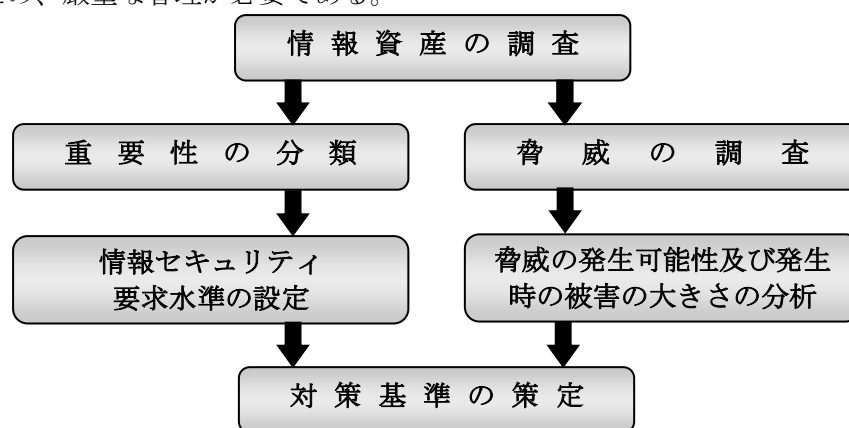 厳重な管理が必要である。
情報資産の調査
重要性の分類
脅威の調査
情報セキュリティ
要求水準の設定
脅威の発生可能性及び発生
時の被害の大きさの分析
対策基準の策定